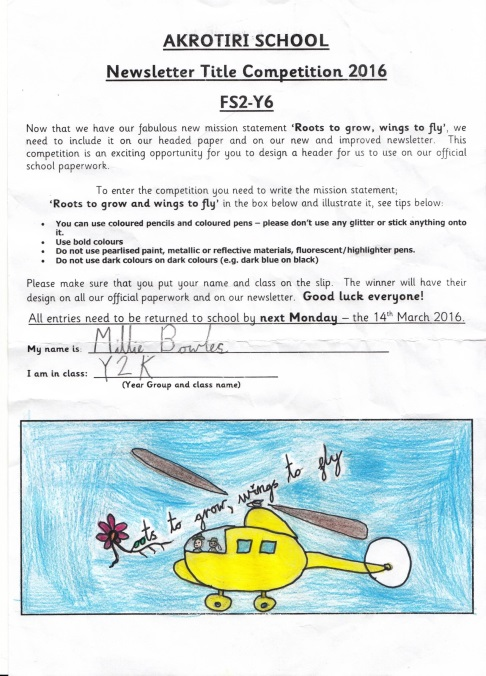 AKROTIRI SCHOOL
Newsletter Title Competition 2016
FS2-Y6
Now that we have our fabulous new mission statement ‘Roots to grow, wings to fly’, we
need to include it on our headed paper and on our new and improved newsletter. This
competition is an exciting opportunity for you to design a header for us to use on our official
school paperwork.
To enter the competition you need to write the mission statement;
‘Roots to grow and wings to fly’ in the box below and illustrate it, see tips below:
• You can use coloured pencils and coloured pens – please don't use any glitter or stick anything onto
it.
• Use bold colours
• Do not use pearlised paint, metallic or reflective materials, fluorescent/highlighter pens.
• Do not use dark colours on dark colours (e.g. dark blue on black)
Please make sure that you put your name and class on the slip. The winner will have their
design on all our official paperwork and on our newsletter. Good luck everyone!
All entries need to be returned to school by next Monday – the 14th March 2016.
My name is: Millie Bowles
I am in class: Y2K
(Year Group and class name)
Roots to grow, wings to fly